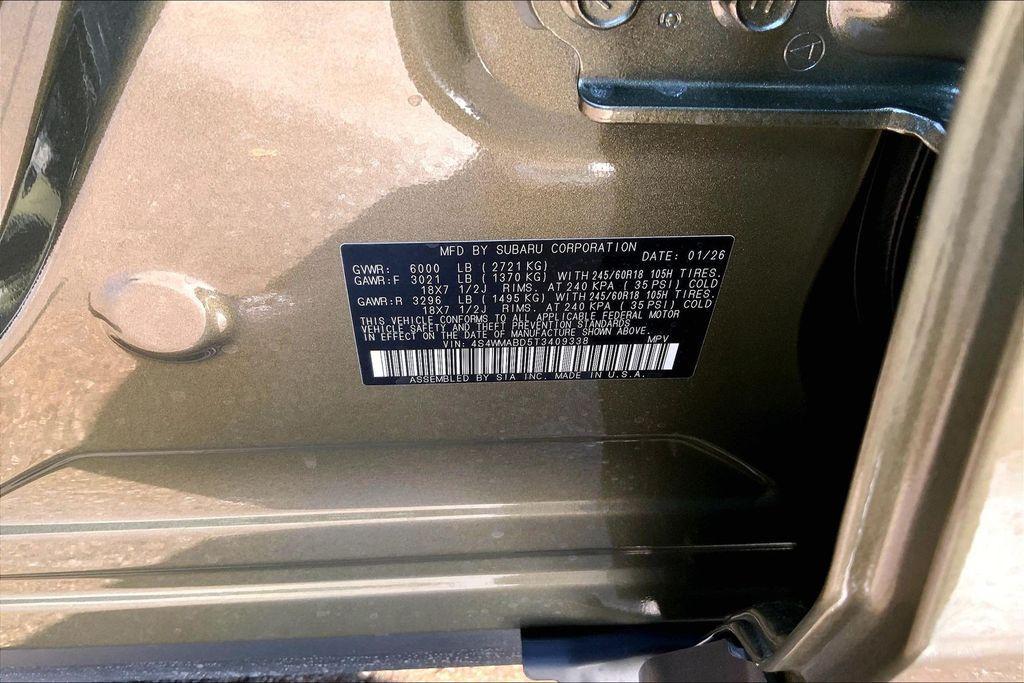 MFD BY SUBARU CORPORATION DATE: 01/26
GVWR: 6000 LB ( 2721 KG)
GAWR:F 3021 LB ( 1370 KG) WITH 245/60R18 105H TIRES.
18X7 1/2J RIMS. AT 240 KPA ( 35 PSI) COLD
GAWR:R 3296 LB ( 1495 KG) WITH 245/60R18 105H TIRES.
18X7 1/2J RIMS. AT 240 KPA ( 35 PSI) COLD
THIS VEHICLE CONFORMS TO ALL APPLICABLE FEDERAL MOTOR
VEHICLE SAFETY AND THEFT PREVENTION STANDARDS
IN EFFECT ON THE DATE OF MANUFACTURE SHOWN ABOVE.
VIN: 4S4WMABD5T3409338 MPV
ASSEMBLED BY SIA INC. MADE IN U.S.A.